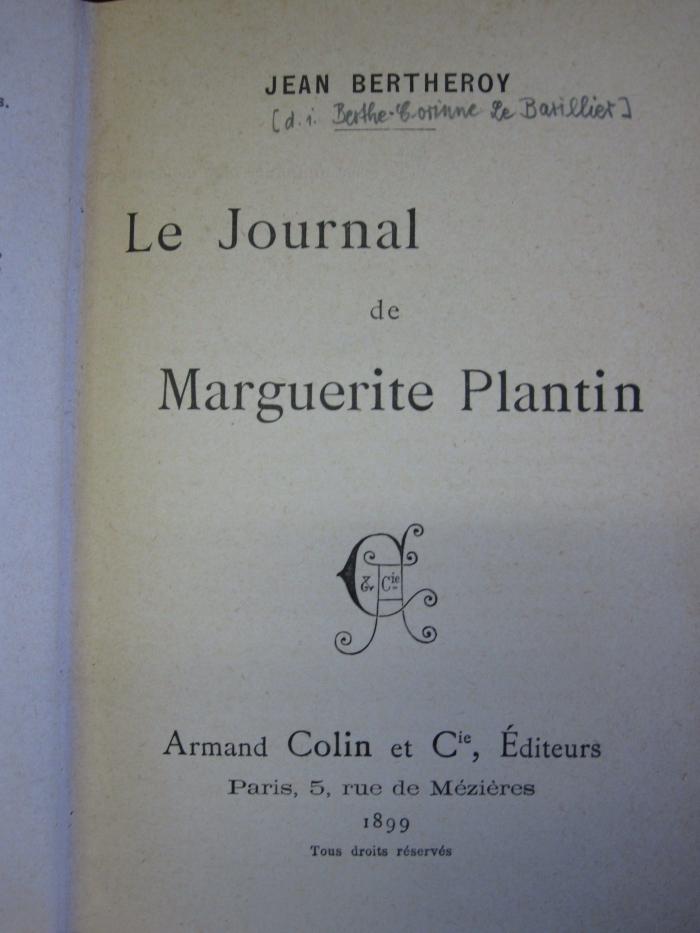 JEAN BERTHEROY
[d. i. Berthe-Corinne Le Barillier]
Le Journal
de
Marguerite Plantin
& Cie
Armand Colin et Cie, Éditeurs
Paris, 5, rue de Mézières
1899
Tous droits réservés